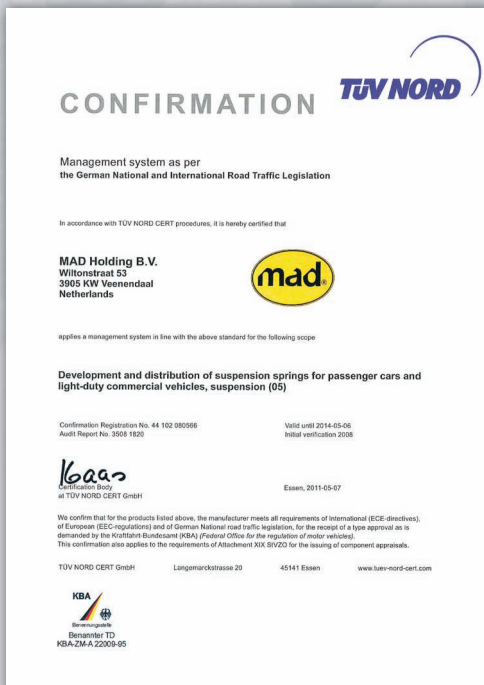 TÜV NORD
CONFIRMATION
Management system as per
the German National and International Road Traffic Legislation
In accordance with TÜV NORD CERT procedures, it is hereby certified that
MAD Holding B.V.
Wiltonstraat 53
3905 KW Veenendaal
Netherlands
mad®
applies a management system in line with the above standard for the following scope
Development and distribution of suspension springs for passenger cars and
light-duty commercial vehicles, suspension (05)
Confirmation Registration No. 44 102 080566
Audit Report No. 3508 1820
Valid until 2014-05-06
Initial verification 2008
Certification Body
at TÜV NORD CERT GmbH
Essen, 2011-05-07
We confirm that for the products listed above, the manufacturer meets all requirements of International (ECE-directives),
of European (EEC-regulations) and of German National road traffic legislation, for the receipt of a type approval as is
demanded by the Kraftfahrt-Bundesamt (KBA) (Federal Office for the regulation of motor vehicles).
This confirmation also applies to the requirements of Attachment XIX StVZO for the issuing of component appraisals.
TÜV NORD CERT GmbH Langemarckstrasse 20 45141 Essen www.tuev-nord-cert.com
KBA
Benennungsstelle
Benannter TD
KBA-ZM-A 22009-95